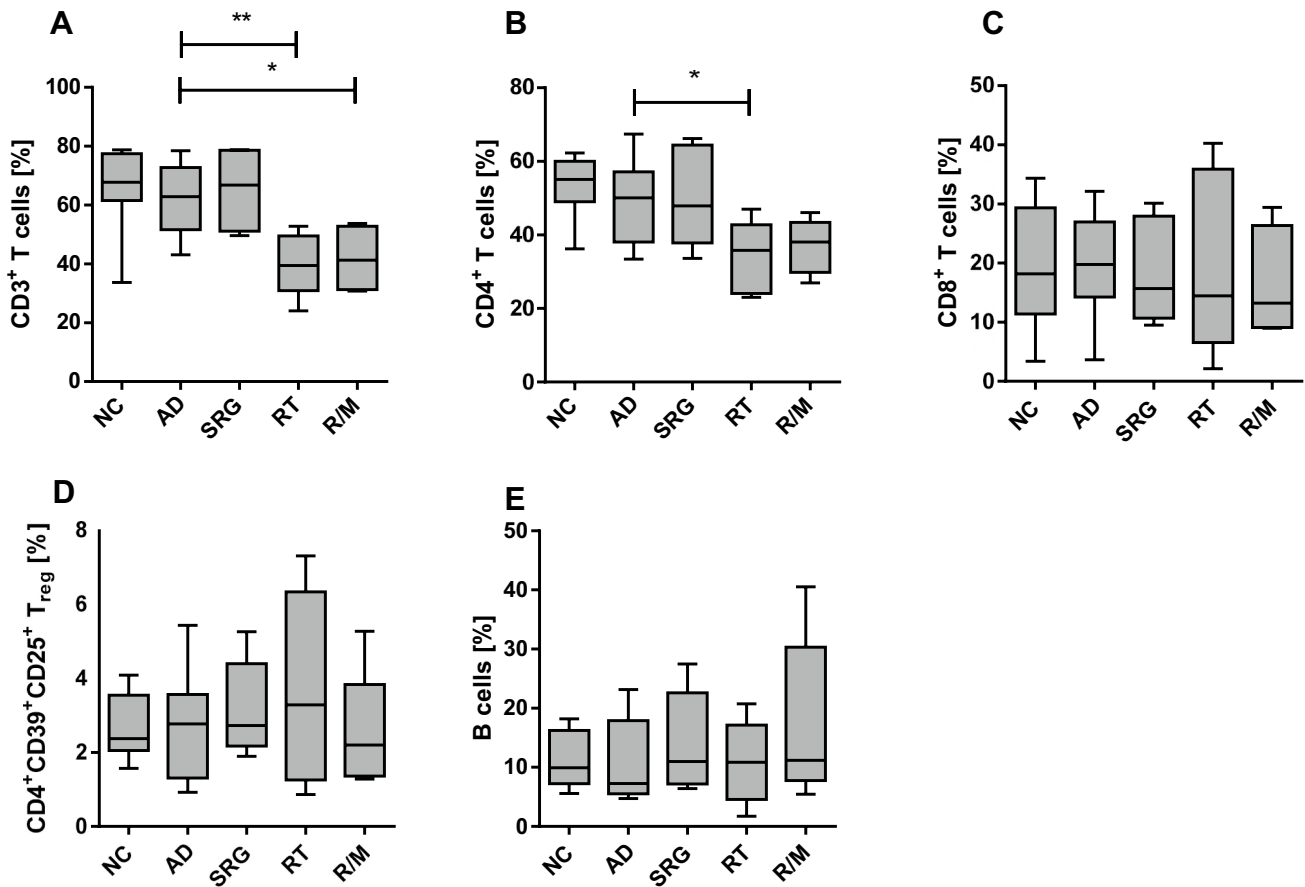 A
**
*
CD3+ T cells [%]
100
80
60
40
20
0
NC AD SRG RT R/M
B
*
CD4+ T cells [%]
80
60
40
20
0
NC AD SRG RT R/M
C
CD8+ T cells [%]
50
40
30
20
10
0
NC AD SRG RT R/M
D
CD4+CD39+CD25+ Treg [%]
8
6
4
2
0
NC AD SRG RT R/M
E
B cells [%]
50
40
30
20
10
0
NC AD SRG RT R/M